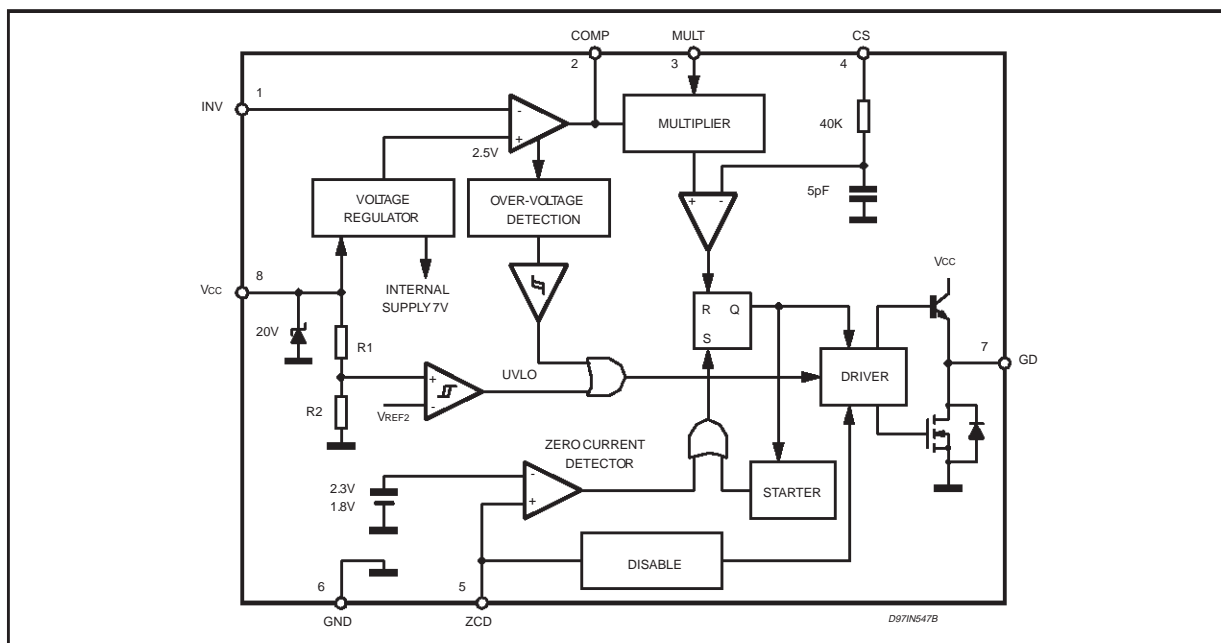 COMP
MULT
CS
2
3
4
1
INV
MULTIPLIER
40K
2.5V
5pF
VOLTAGE
REGULATOR
OVER-VOLTAGE
DETECTION
8
VCC
INTERNAL
SUPPLY 7V
VCC
R Q
S
20V
R1
7
GD
DRIVER
UVLO
R2
VREF2
ZERO CURRENT
DETECTOR
2.3V
1.8V
STARTER
DISABLE
6
5
GND
ZCD
D97IN547B
- 
+
+ -
+
-
-
+